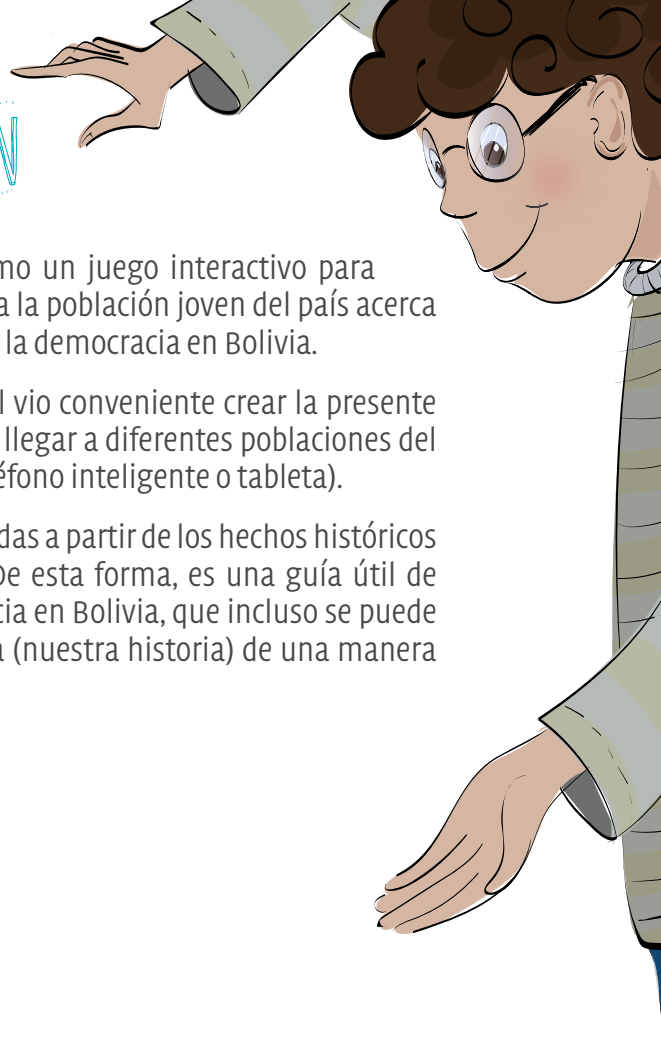 N
mo un juego interactivo para
a la población joven del país acerca
la democracia en Bolivia.
l vio conveniente crear la presente
llegar a diferentes poblaciones del
éfono inteligente o tableta).
das a partir de los hechos históricos
De esta forma, es una guía útil de
cia en Bolivia, que incluso se puede
a (nuestra historia) de una manera